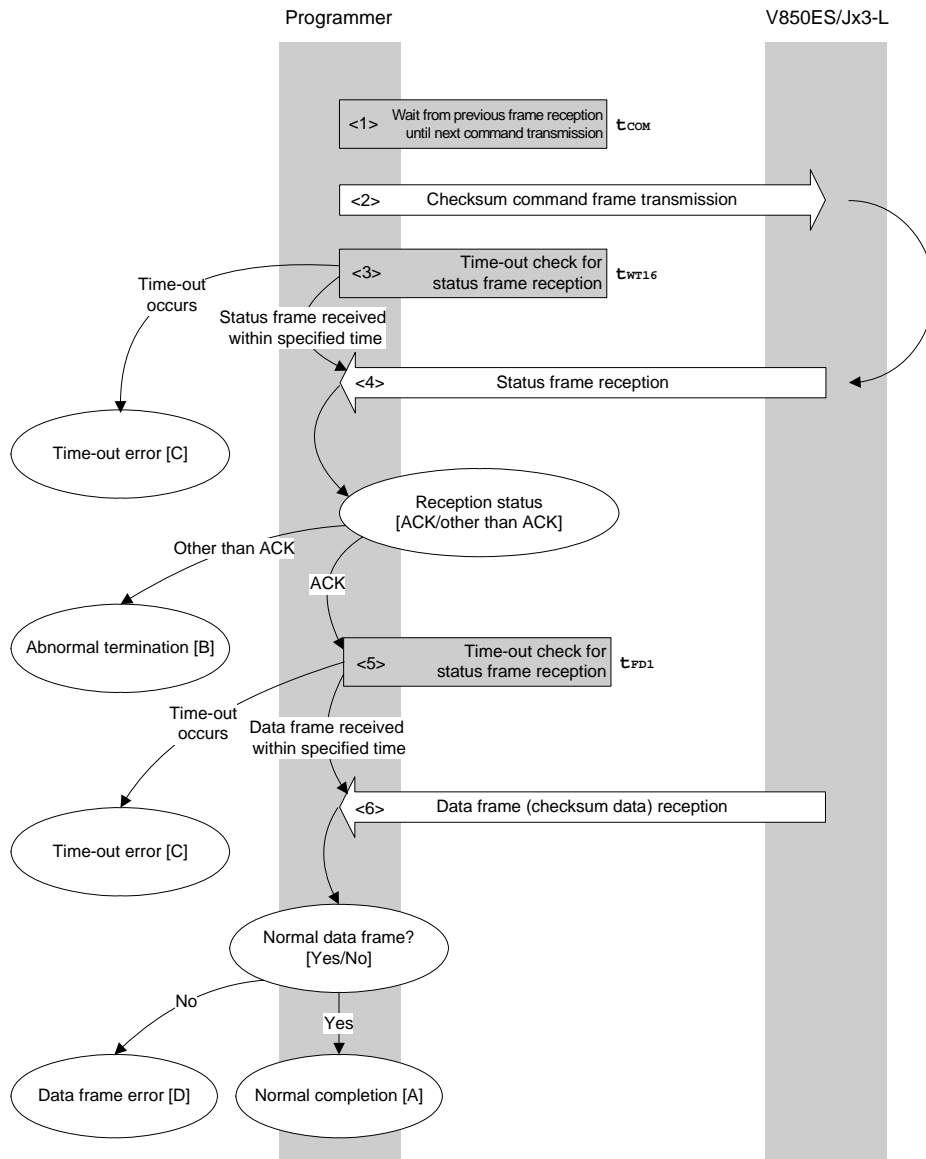 Programmer
V850ES/Jx3-L
<1>
Wait from previous frame reception
until next command transmission
tCOM
<2>
Checksum command frame transmission
<3>
Time-out check for
status frame reception
tWT16
Time-out
occurs
Status frame received
within specified time
<4>
Status frame reception
Time-out error [C]
Reception status
[ACK/other than ACK]
Other than ACK
ACK
Abnormal termination [B]
<5>
Time-out check for
status frame reception
tFD1
Time-out
occurs
Data frame received
within specified time
<6>
Data frame (checksum data) reception
Time-out error [C]
Normal data frame?
[Yes/No]
No
Yes
Data frame error [D]
Normal completion [A]